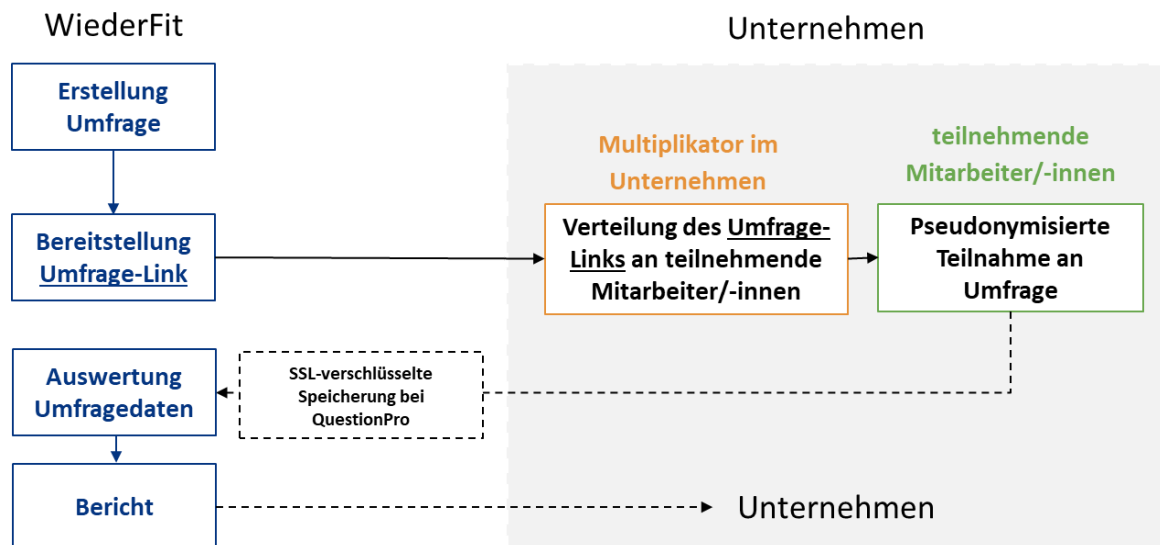 WiederFit
Unternehmen
Erstellung
Umfrage
Multiplikator im
Unternehmen
teilnehmende
Mitarbeiter/-innen
Bereitstellung
Umfrage-Link
Verteilung des Umfrage-
Links an teilnehmende
Mitarbeiter/-innen
Pseudonymisierte
Teilnahme an
Umfrage
Auswertung
Umfragedaten
SSL-verschlüsselte
Speicherung bei
QuestionPro
Bericht
Unternehmen